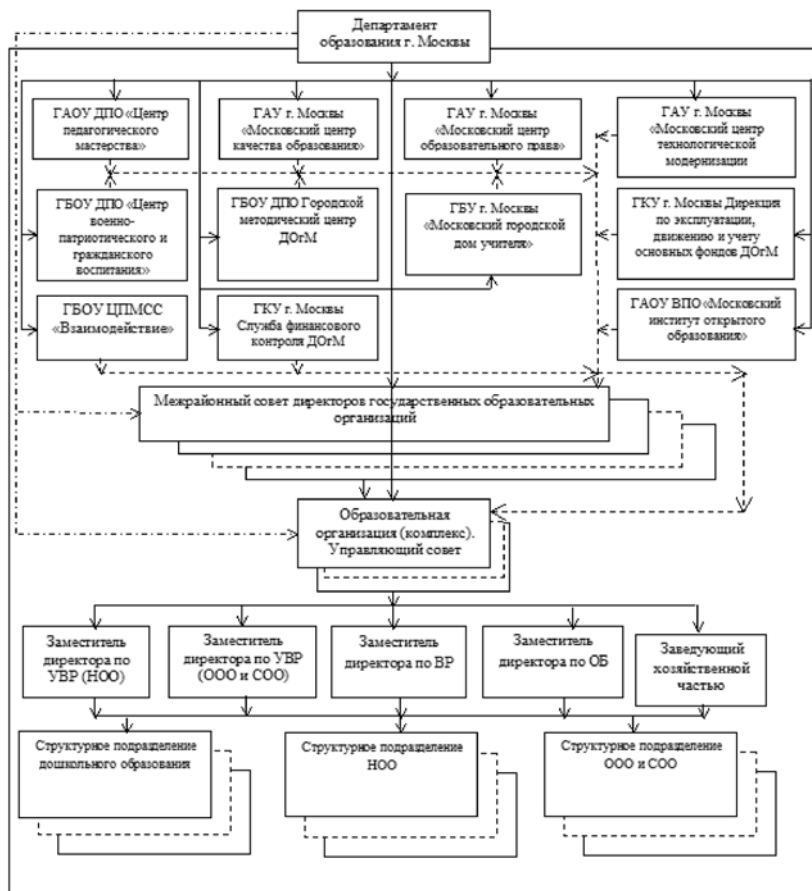 Департамент
образования г. Москвы
ГАОУ ДПО «Центр
педагогического
мастерства»
ГАУ г. Москвы
«Московский центр
качества образования»
ГАУ г. Москвы
«Московский центр
образовательного права»
ГАУ г. Москвы
«Московский центр
технологической
модернизации
ГБОУ ДПО «Центр
военно-
патриотического и
гражданского
воспитания»
ГБОУ ДПО Городской
методический центр
ДОгМ
ГБУ г. Москвы
«Московский городской
дом учителя»
ГКУ г. Москвы Дирекция
по эксплуатации,
движению и учету
основных фондов ДОгМ
ГБОУ ЦПМСС
«Взаимодействие»
ГКУ г. Москвы
Служба финансового
контроля ДОгМ
ГАОУ ВПО «Московский
институт открытого
образования»
Межрайонный совет директоров государственных образовательных
организаций
Образовательная
организация (комплекс).
Управляющий совет
Заместитель
директора по
УВР (НОО)
Заместитель
директора по УВР
(ООО и СОО)
Заместитель
директора по ВР
Заместитель
директора по ОБ
Заведующий
хозяйственной
частью
Структурное подразделение
дошкольного образования
Структурное подразделение
НОО
Структурное подразделение
ООО и СОО